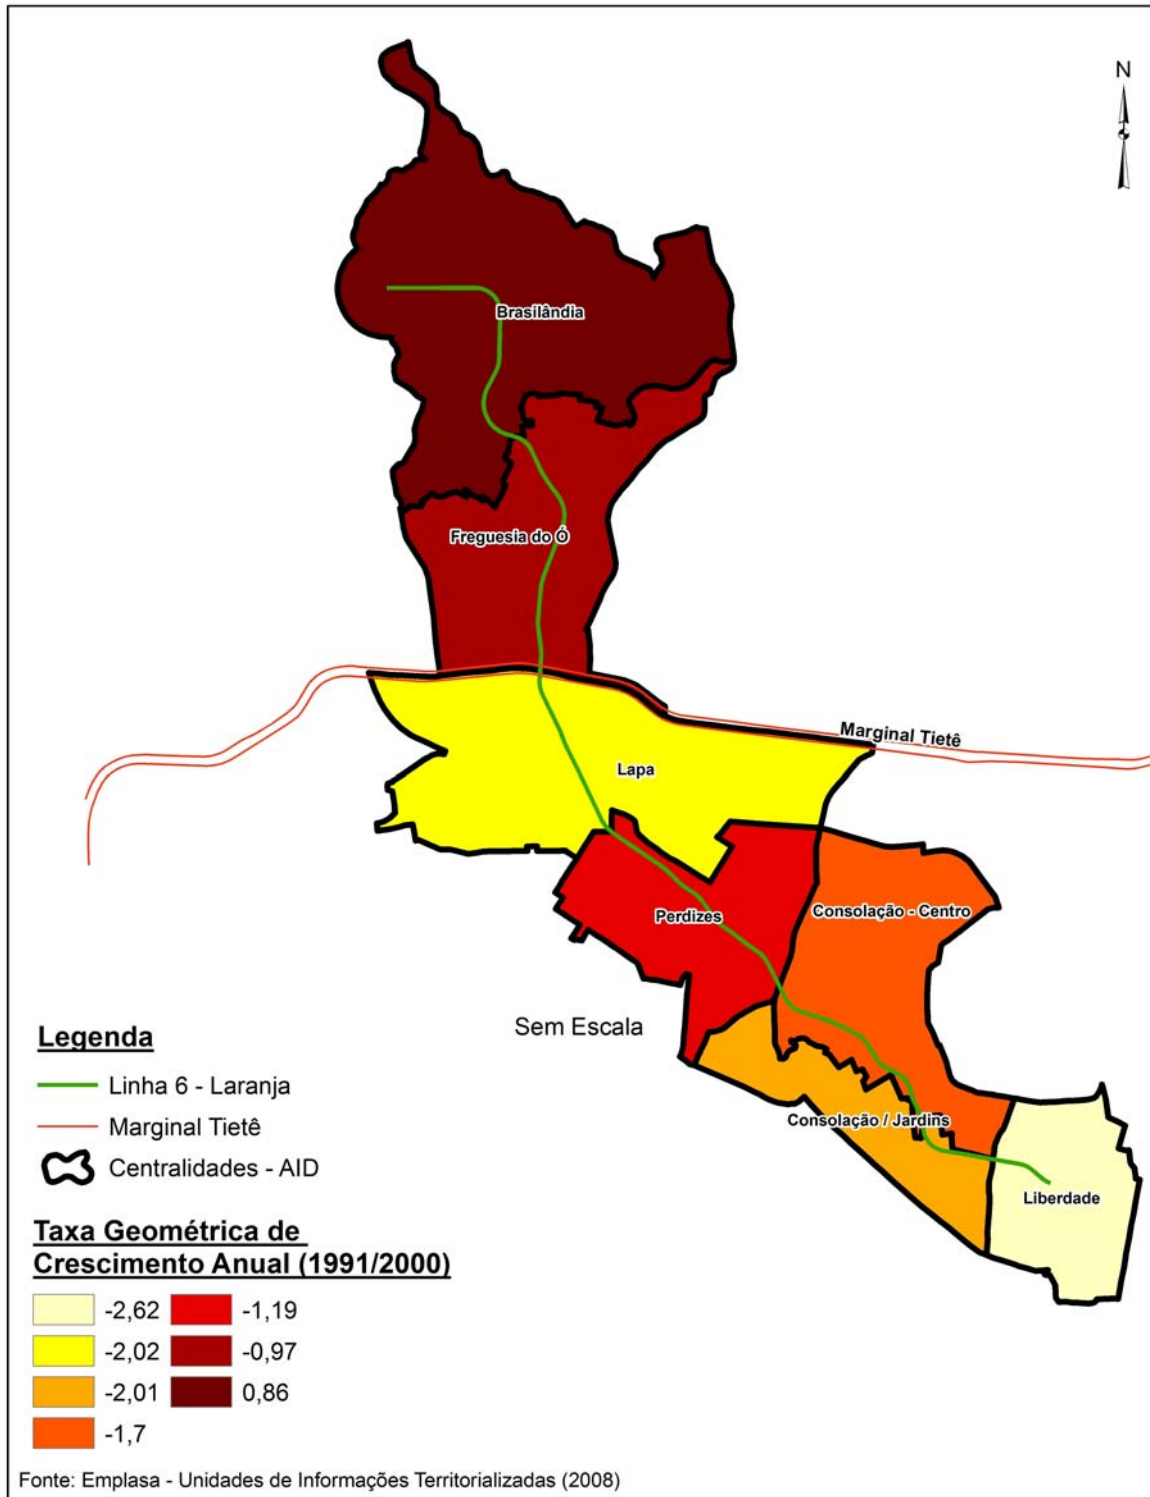 N
Brasilândia
Freguesia do Ó
Marginal Tietê
Lapa
Perdizes
Consolação - Centro
Sem Escala
Consolação / Jardins
Liberdade
Legenda
Linha 6 - Laranja
Marginal Tietê
Centralidades - AID
Taxa Geométrica de
Crescimento Anual (1991/2000)
-2,62
-2,02
-2,01
-1,7
-1,19
-0,97
0,86
Fonte: Emplasa - Unidades de Informações Territorializadas (2008)